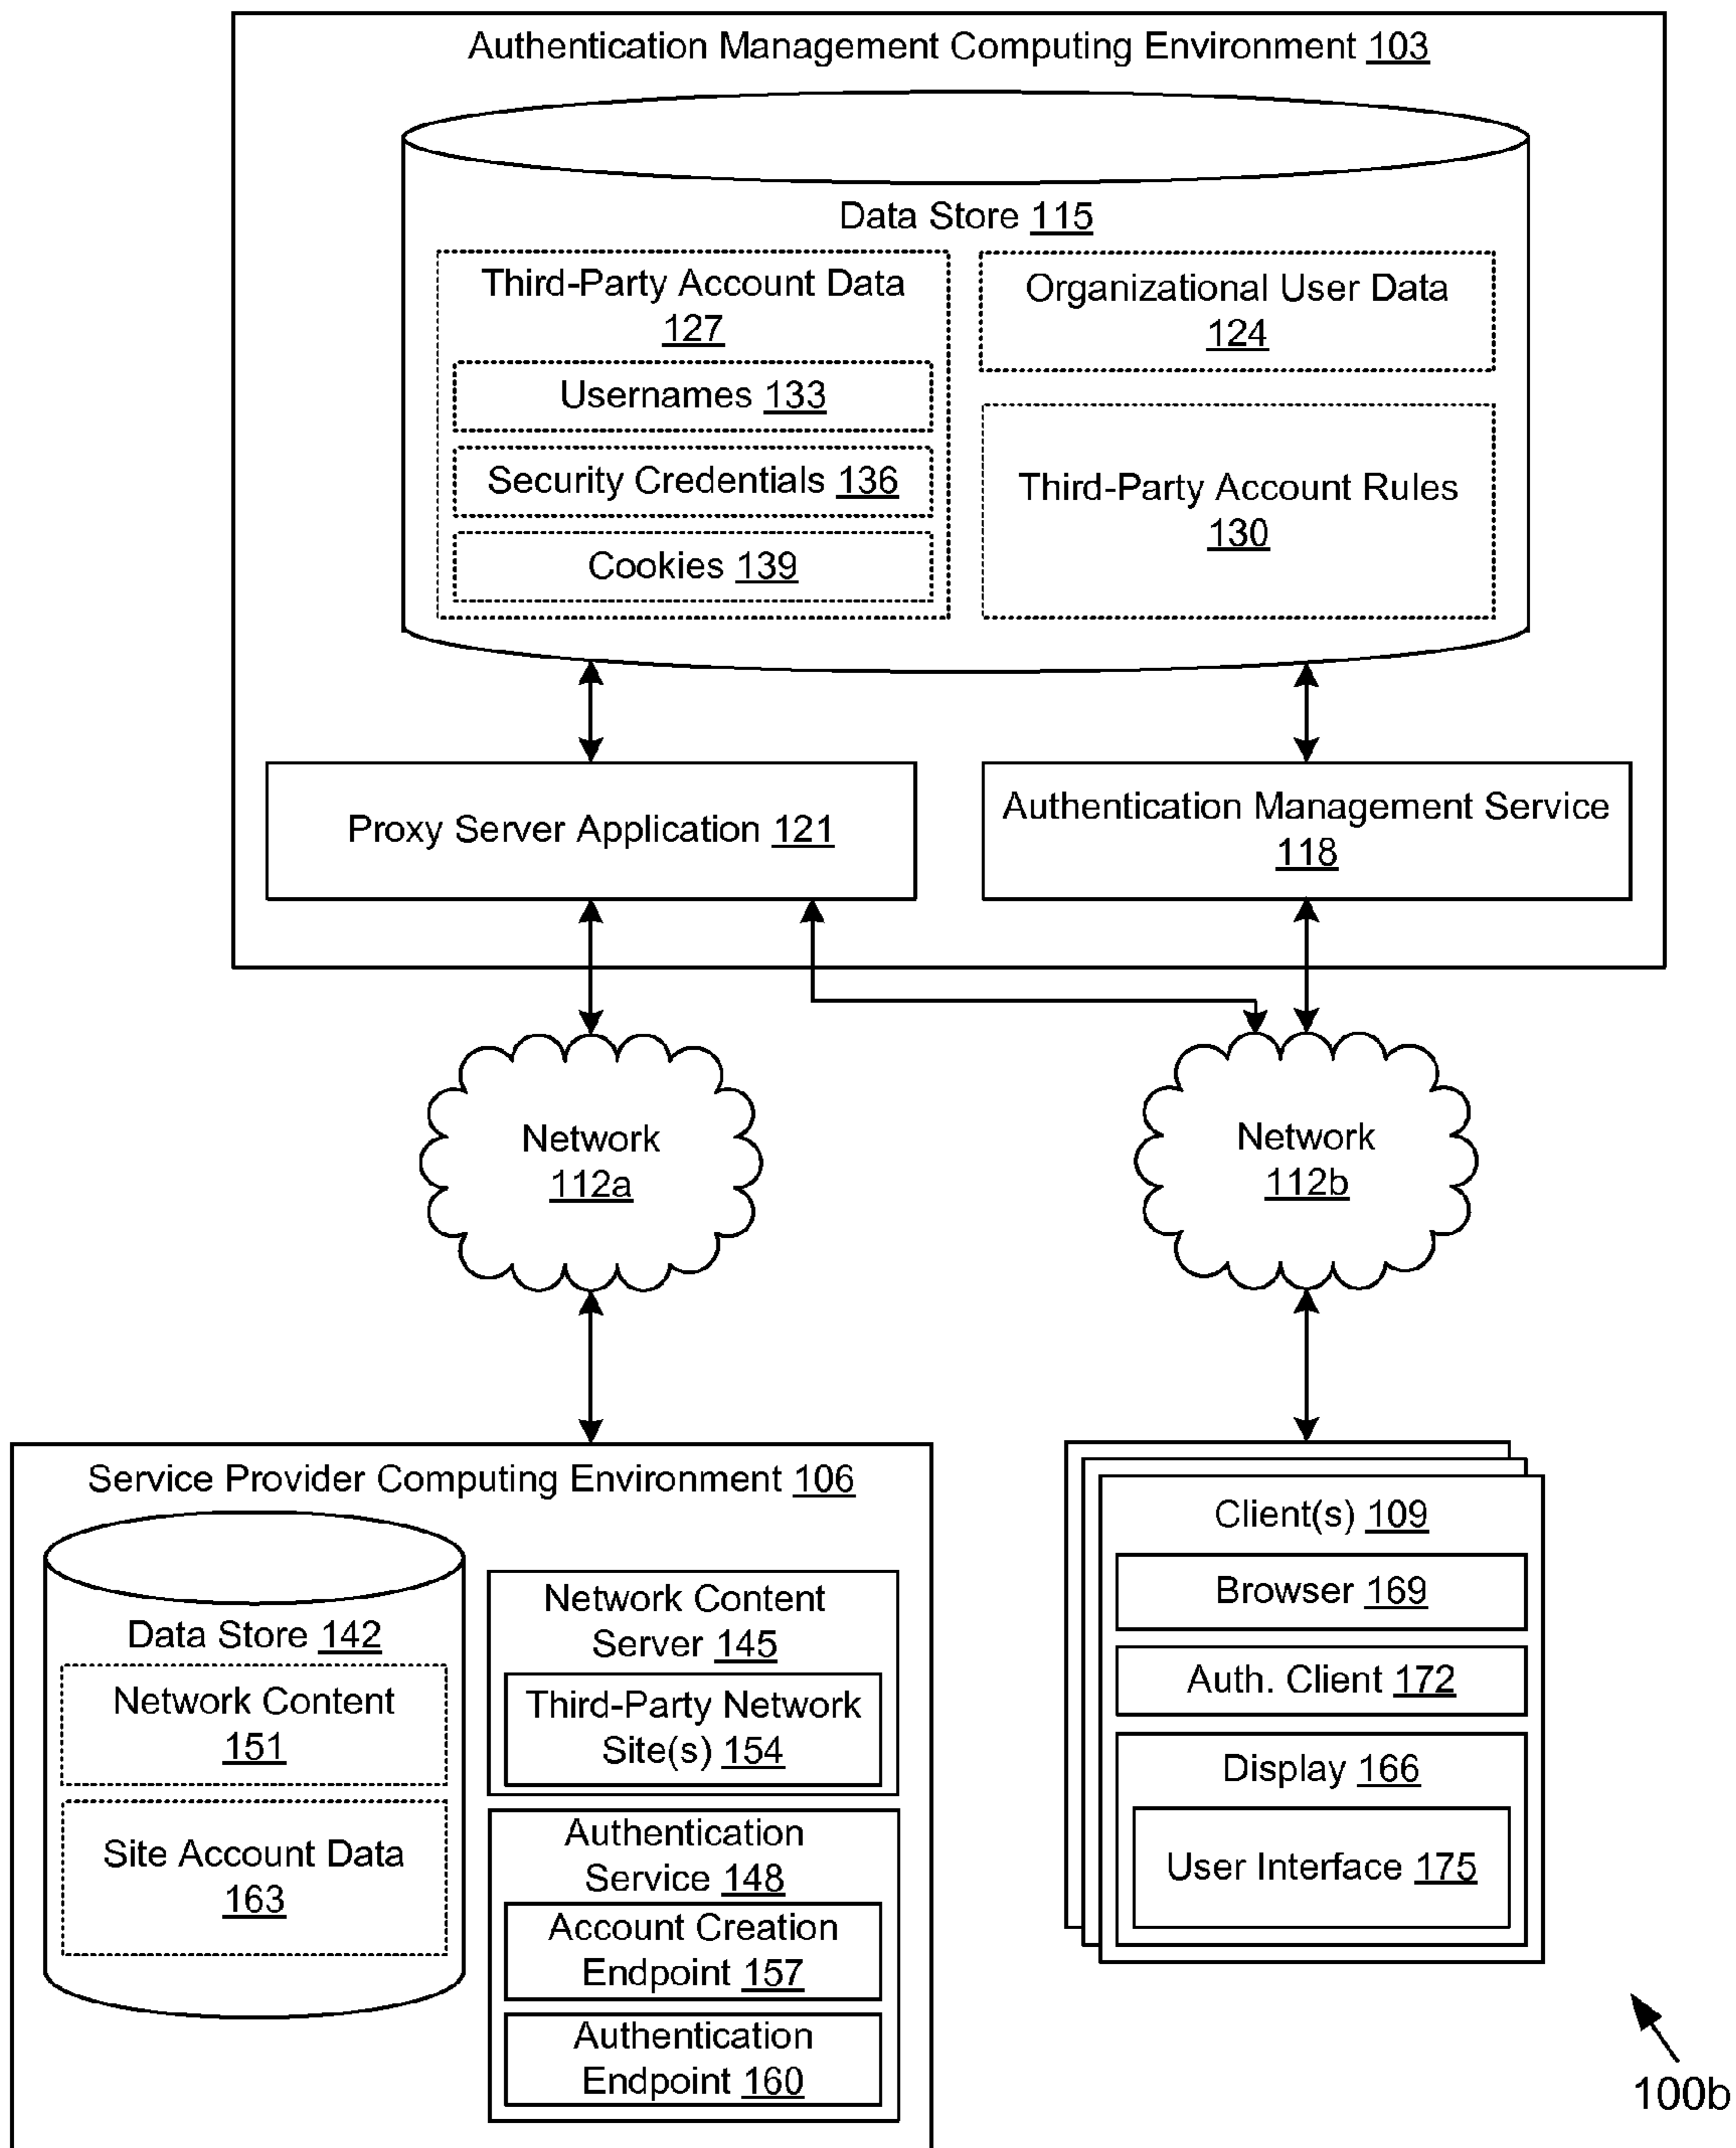 Authentication Management Computing Environment 103
Data Store 115
Third-Party Account Data
127
Usernames 133
Security Credentials 136
Cookies 139
Organizational User Data
124
Third-Party Account Rules
130
Proxy Server Application 121
Authentication Management Service
118
Network
112a
Network
112b
Service Provider Computing Environment 106
Data Store 142
Network Content
151
Site Account Data
163
Network Content
Server 145
Third-Party Network
Site(s) 154
Authentication
Service 148
Account Creation
Endpoint 157
Authentication
Endpoint 160
Client(s) 109
Browser 169
Auth. Client 172
Display 166
User Interface 175
100b